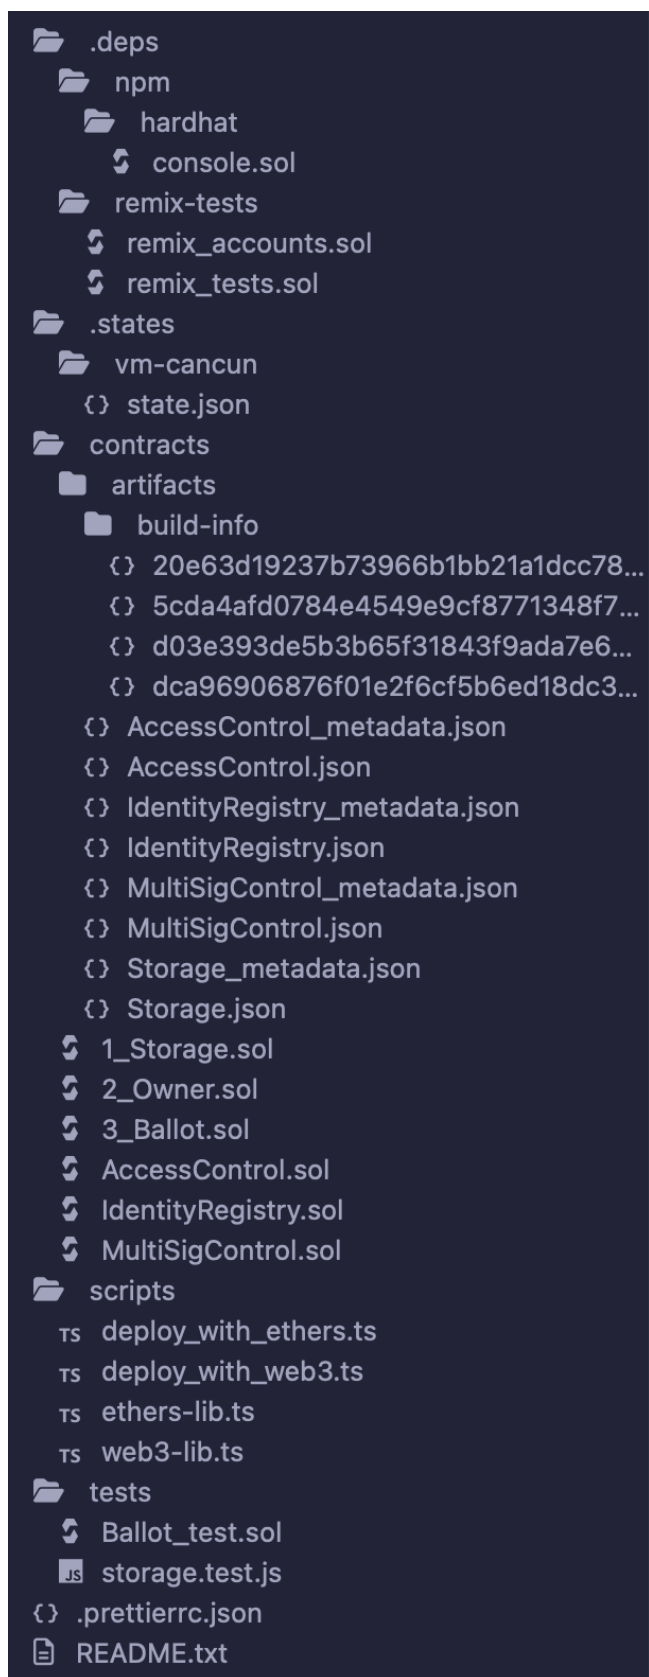 .deps
npm
hardhat
console.sol
remix-tests
remix_accounts.sol
remix_tests.sol
.states
vm-cancun
{} state.json
contracts
artifacts
build-info
{} 20e63d19237b73966b1bb21a1dcc78...
{} 5cda4afd0784e4549e9cf8771348f7...
{} d03e393de5b3b65f31843f9ada7e6...
{} dca96906876f01e2f6cf5b6ed18dc3...
{} AccessControl_metadata.json
{} AccessControl.json
{} IdentityRegistry_metadata.json
{} IdentityRegistry.json
{} MultiSigControl_metadata.json
{} MultiSigControl.json
{} Storage_metadata.json
{} Storage.json
1_Storage.sol
2_Owner.sol
3_Ballot.sol
AccessControl.sol
IdentityRegistry.sol
MultiSigControl.sol
scripts
TS deploy_with_ethers.ts
TS deploy_with_web3.ts
TS ethers-lib.ts
TS web3-lib.ts
tests
Ballot_test.sol
JS storage.test.js
{} .prettierrc.json
README.txt